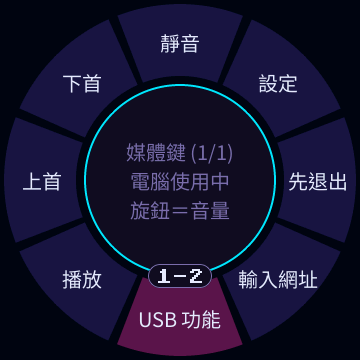 靜音
下首
設定
上首
媒體鍵 (1/1)
電腦使用中
旋鈕＝音量
先退出
播放
1-2
輸入網址
USB 功能